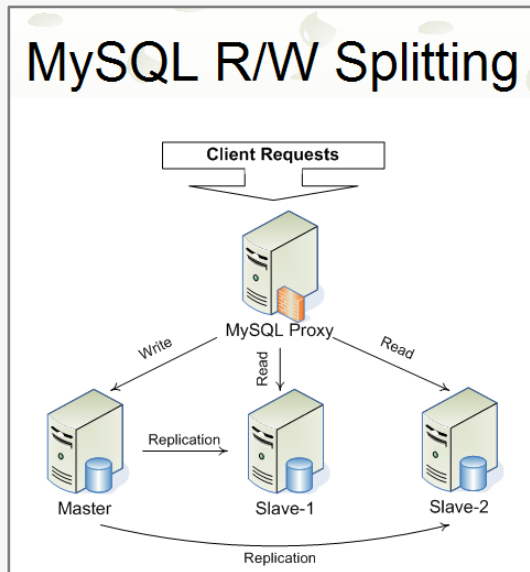 MySQL R/W Splitting
Client Requests
MySQL Proxy
Write
Read
Read
Replication
Master
Slave-1
Slave-2
Replication